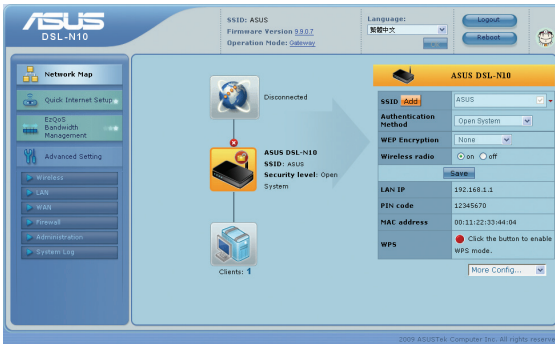 ASUS
DSL-N10
SSID: ASUS
Firmware Version 9.9.0.7
Operation Mode: Gateway
Language:
繁體中文
Logout
Reboot
Network Map
Quick Internet Setup
EzQoS
Bandwidth
Management
Advanced Setting
Wireless
LAN
WAN
Firewall
Administration
System Log
Disconnected
ASUS DSL-N10
SSID: ASUS
Security level: Open
System
Clients: 1
ASUS DSL-N10
SSID Add ASUS
Authentication
Method Open System
WEP Encryption None
Wireless radio on off
Save
LAN IP 192.168.1.1
PIN code 12345670
MAC address 00:11:22:33:44:04
WPS Click the button to enable
WPS mode.
More Config...
2009 ASUSTek Computer Inc. All rights reserve